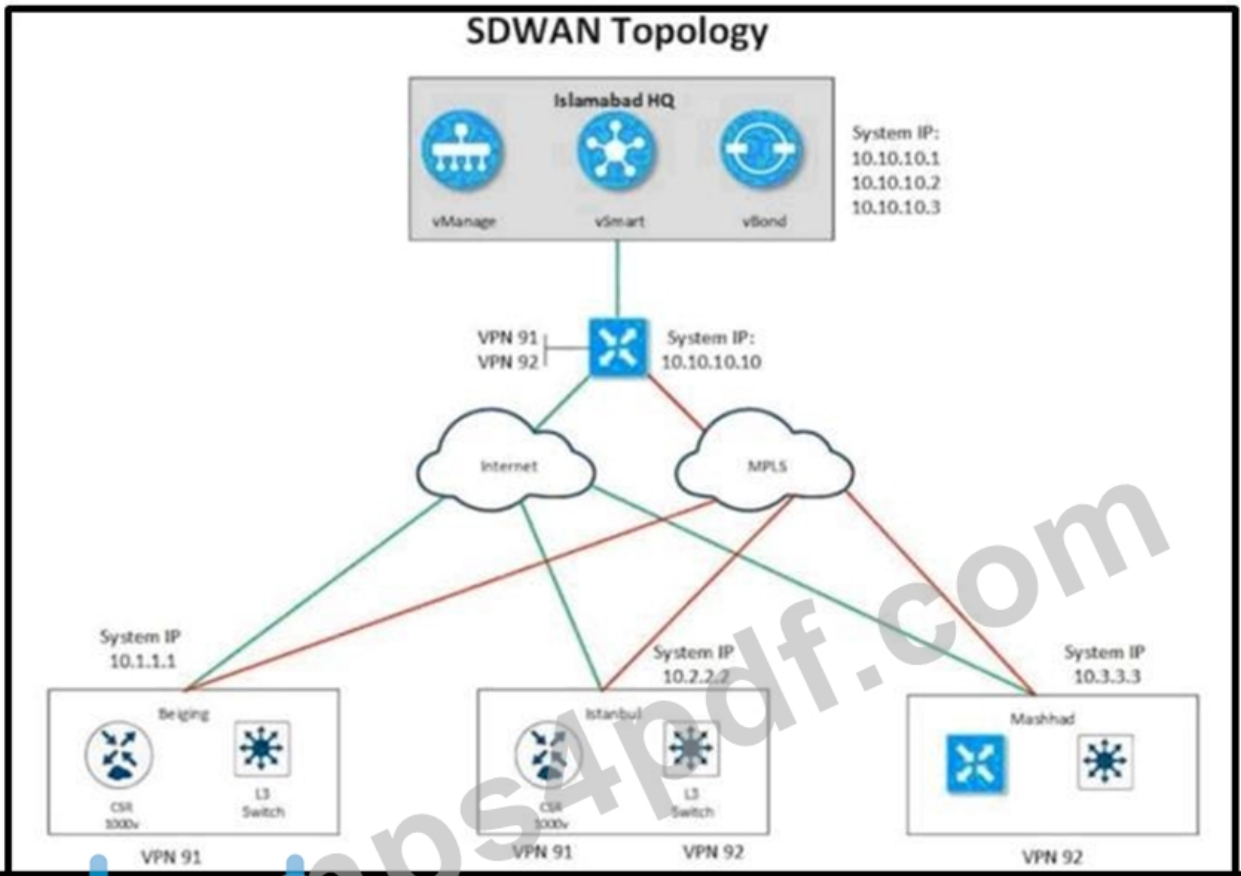 SDWAN Topology
Islamabad HQ
vManage
vSmart
vBond
System IP:
10.10.10.1
10.10.10.2
10.10.10.3
VPN 91
VPN 92
System IP:
10.10.10.10
Internet
MPLS
System IP
10.1.1.1
System IP
10.2.2.2
System IP
10.3.3.3
Beiging
CSR
1000v
L3
Switch
VPN 91
Istanbul
CSR
1000v
L3
Switch
VPN 91
VPN 92
Mashhad
VPN 92
ps4pdf.com